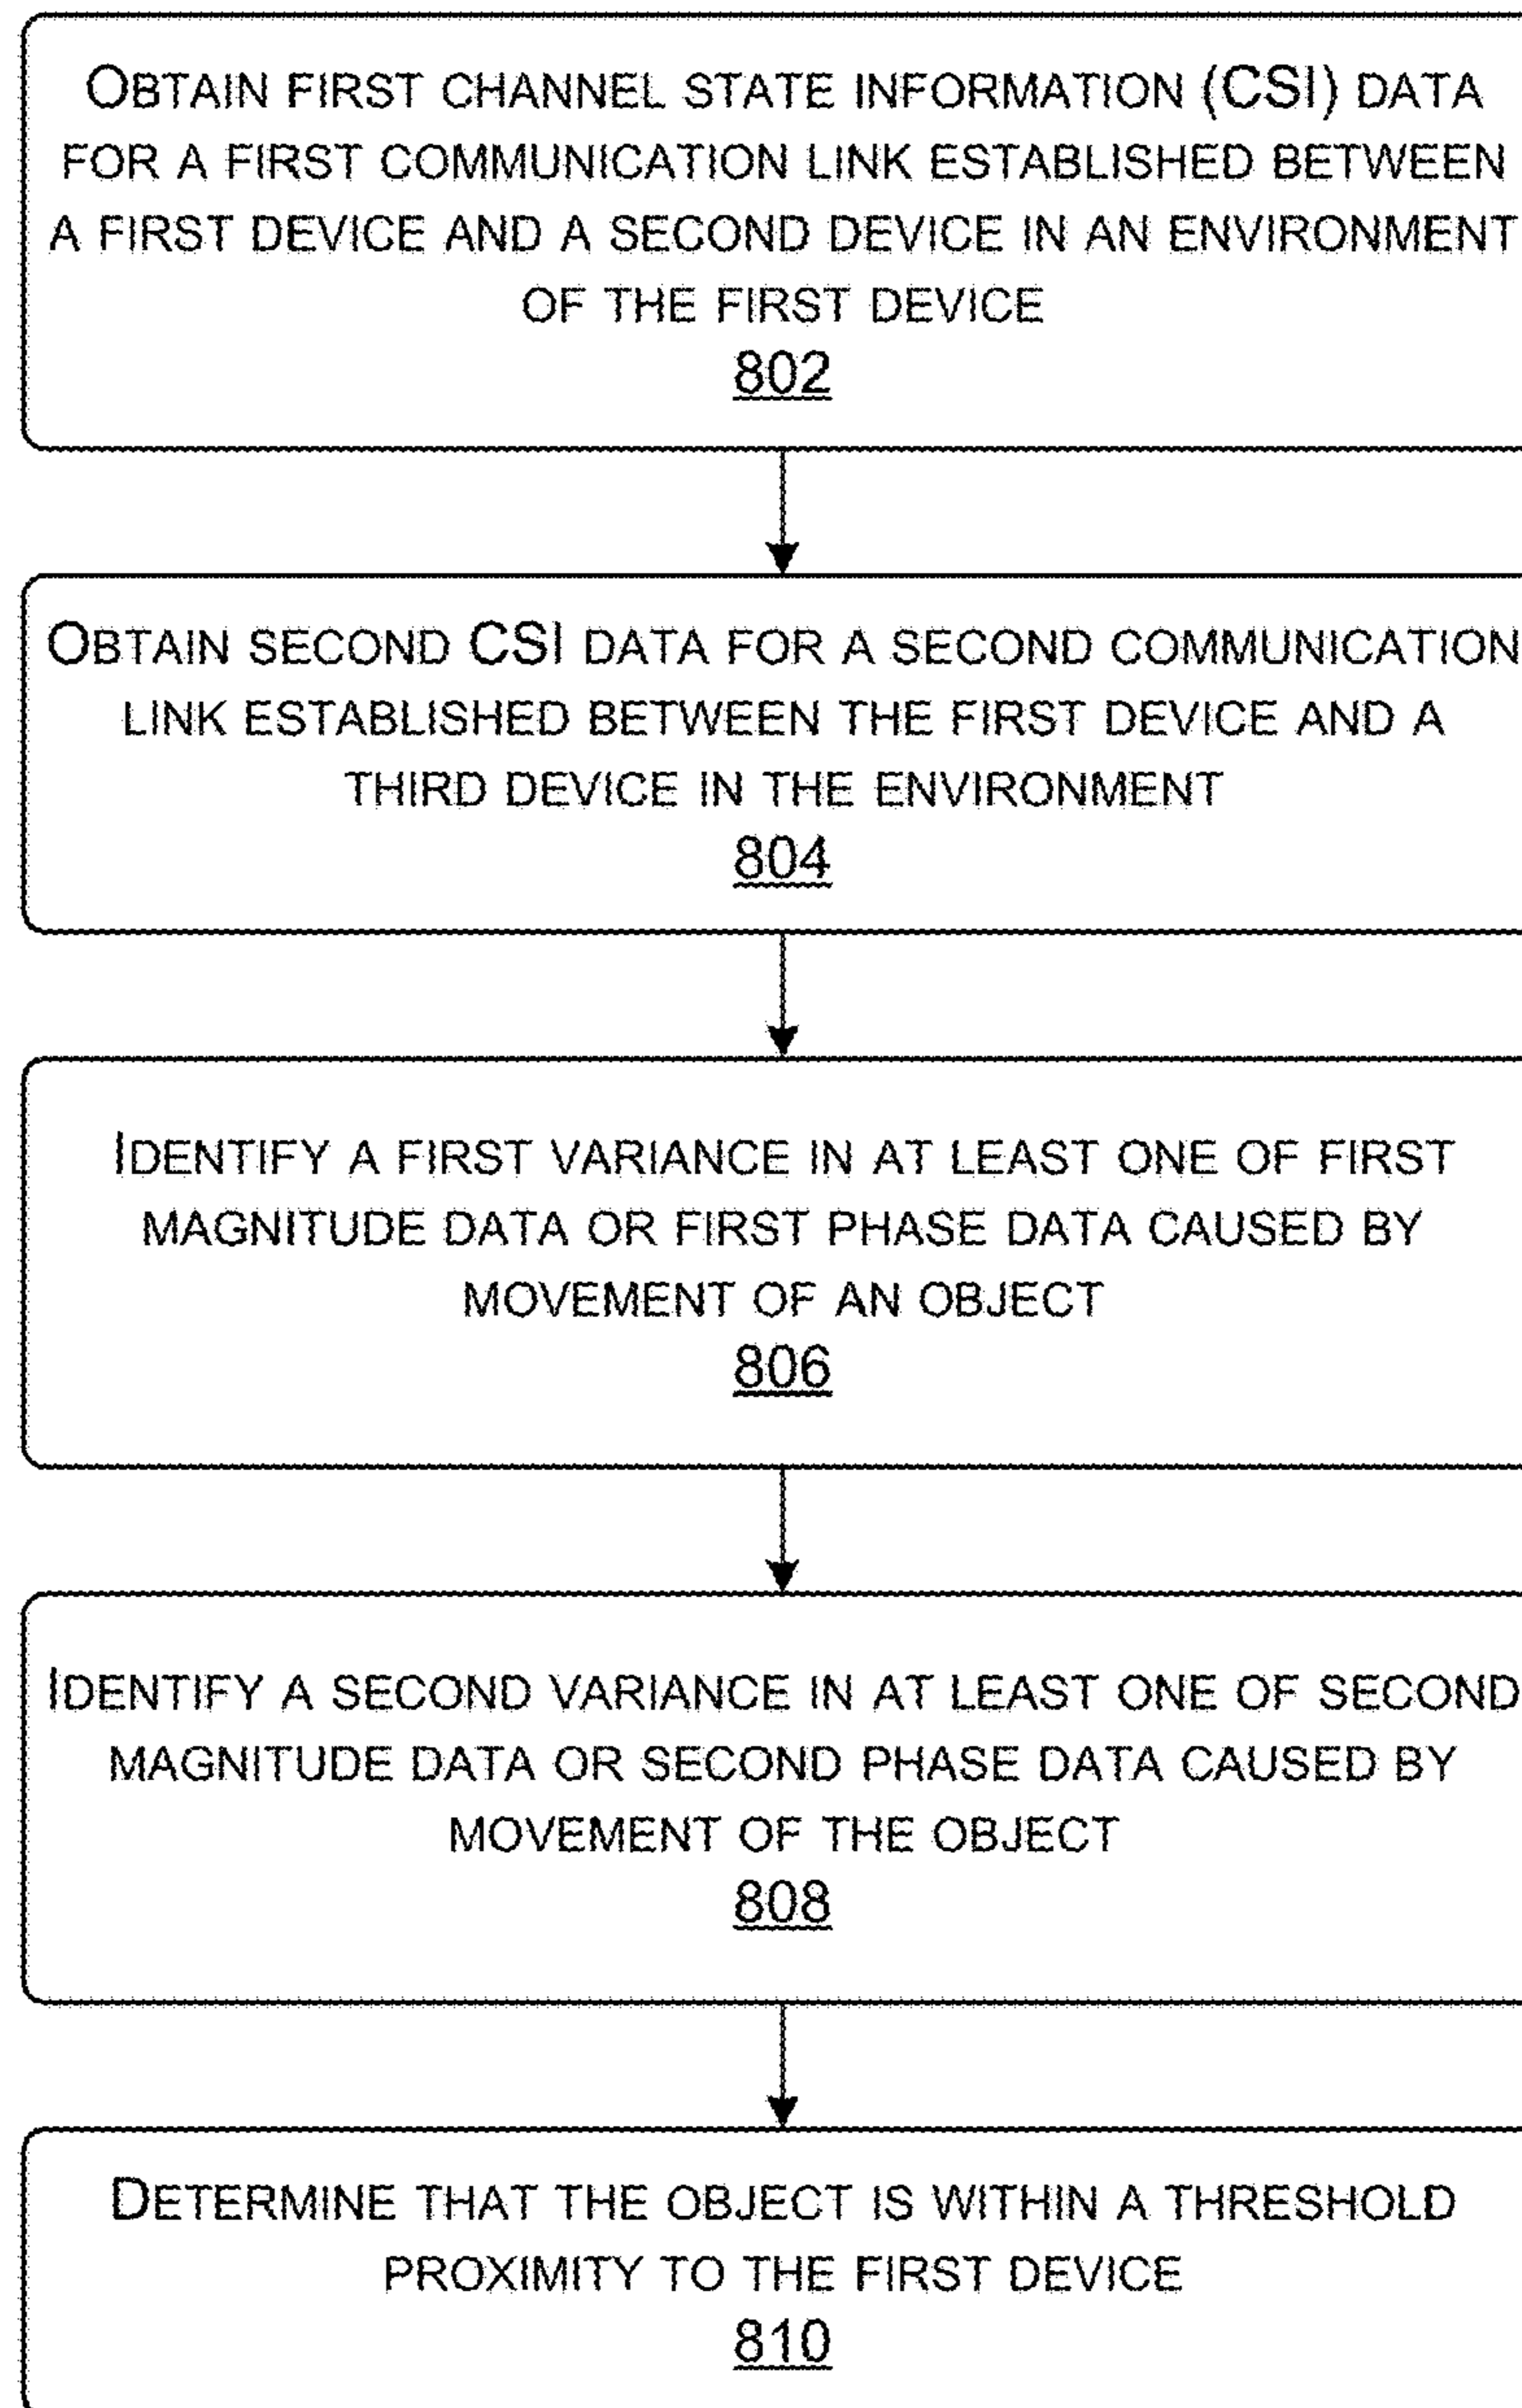 OBTAIN FIRST CHANNEL STATE INFORMATION (CSI) DATA
FOR A FIRST COMMUNICATION LINK ESTABLISHED BETWEEN
A FIRST DEVICE AND A SECOND DEVICE IN AN ENVIRONMENT
OF THE FIRST DEVICE
802
OBTAIN SECOND CSI DATA FOR A SECOND COMMUNICATION
LINK ESTABLISHED BETWEEN THE FIRST DEVICE AND A
THIRD DEVICE IN THE ENVIRONMENT
804
IDENTIFY A FIRST VARIANCE IN AT LEAST ONE OF FIRST
MAGNITUDE DATA OR FIRST PHASE DATA CAUSED BY
MOVEMENT OF AN OBJECT
806
IDENTIFY A SECOND VARIANCE IN AT LEAST ONE OF SECOND
MAGNITUDE DATA OR SECOND PHASE DATA CAUSED BY
MOVEMENT OF THE OBJECT
808
DETERMINE THAT THE OBJECT IS WITHIN A THRESHOLD
PROXIMITY TO THE FIRST DEVICE
810